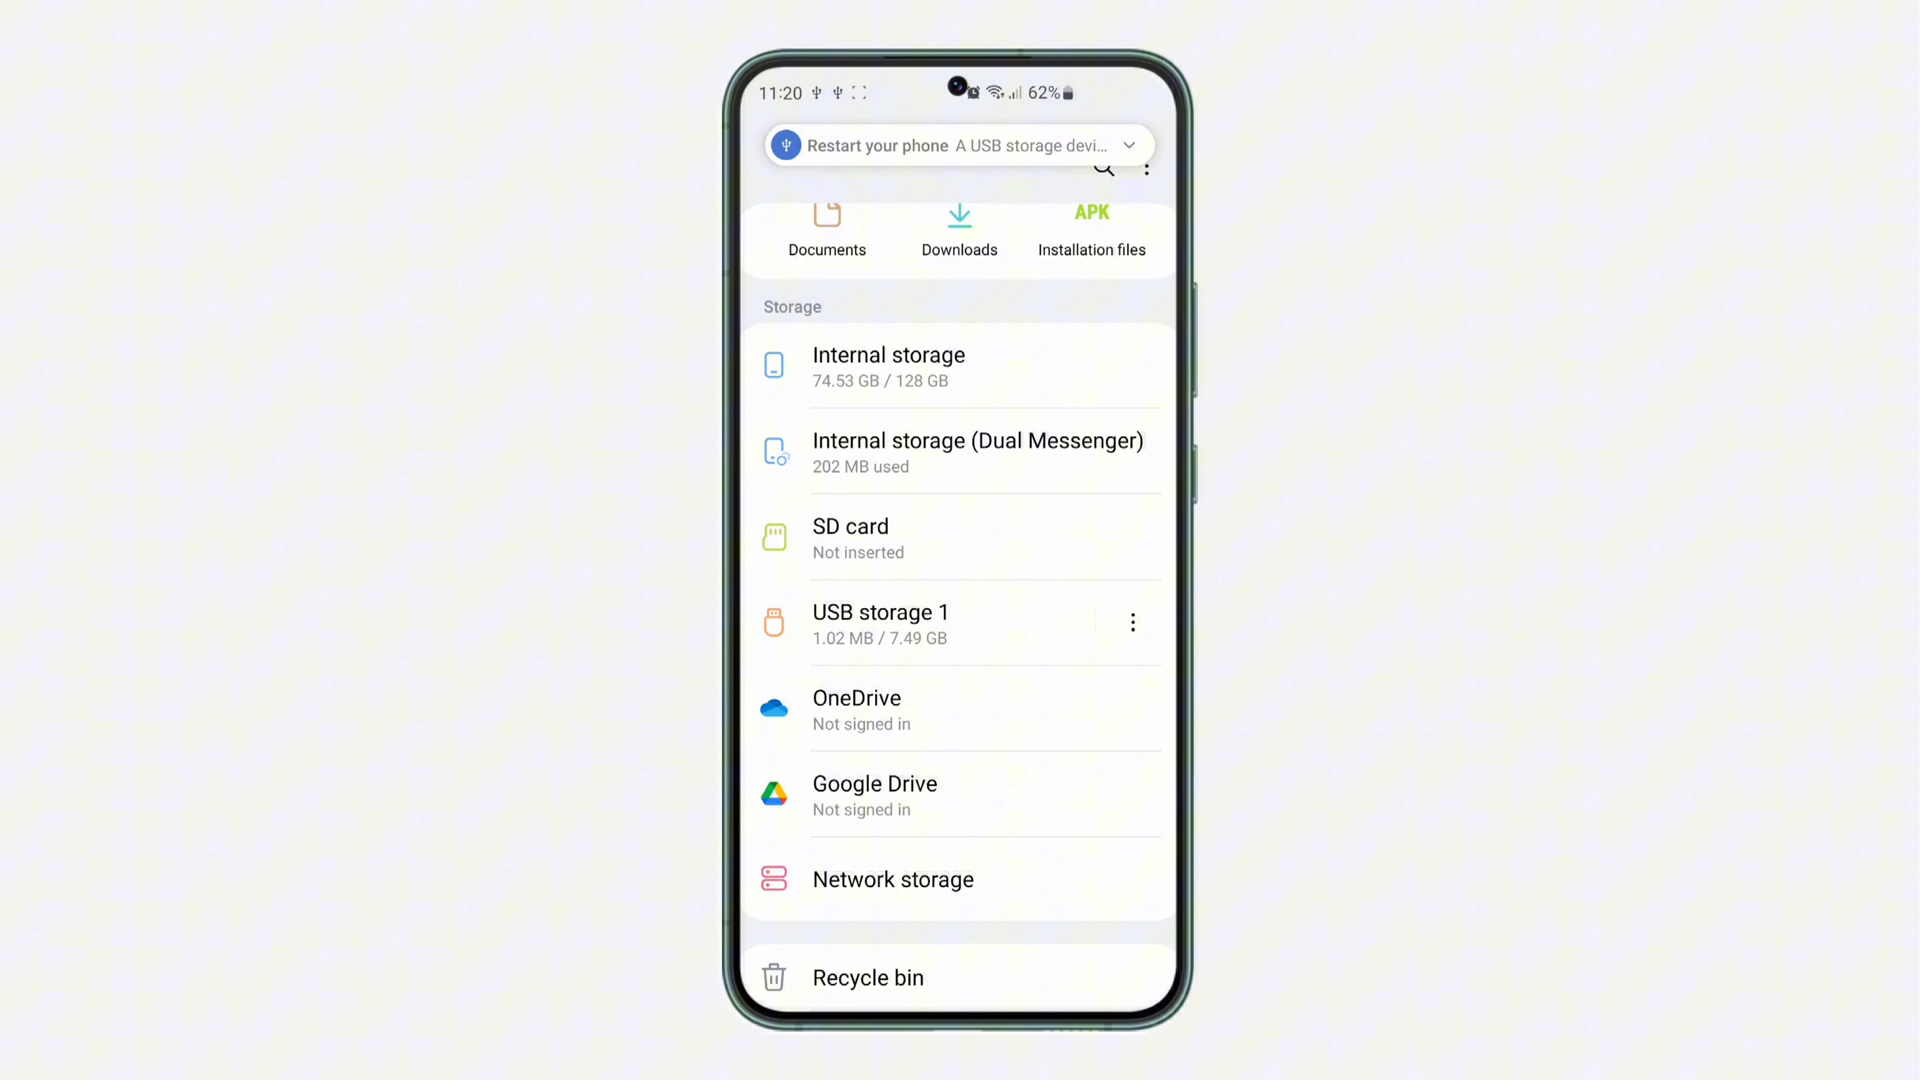 11:20
62%
Restart your phone A USB storage devi...
APK
Documents Downloads Installation files
Storage
Internal storage
74.53 GB / 128 GB
Internal storage (Dual Messenger)
202 MB used
SD card
Not inserted
USB storage 1
1.02 MB / 7.49 GB
OneDrive
Not signed in
Google Drive
Not signed in
Network storage
Recycle bin